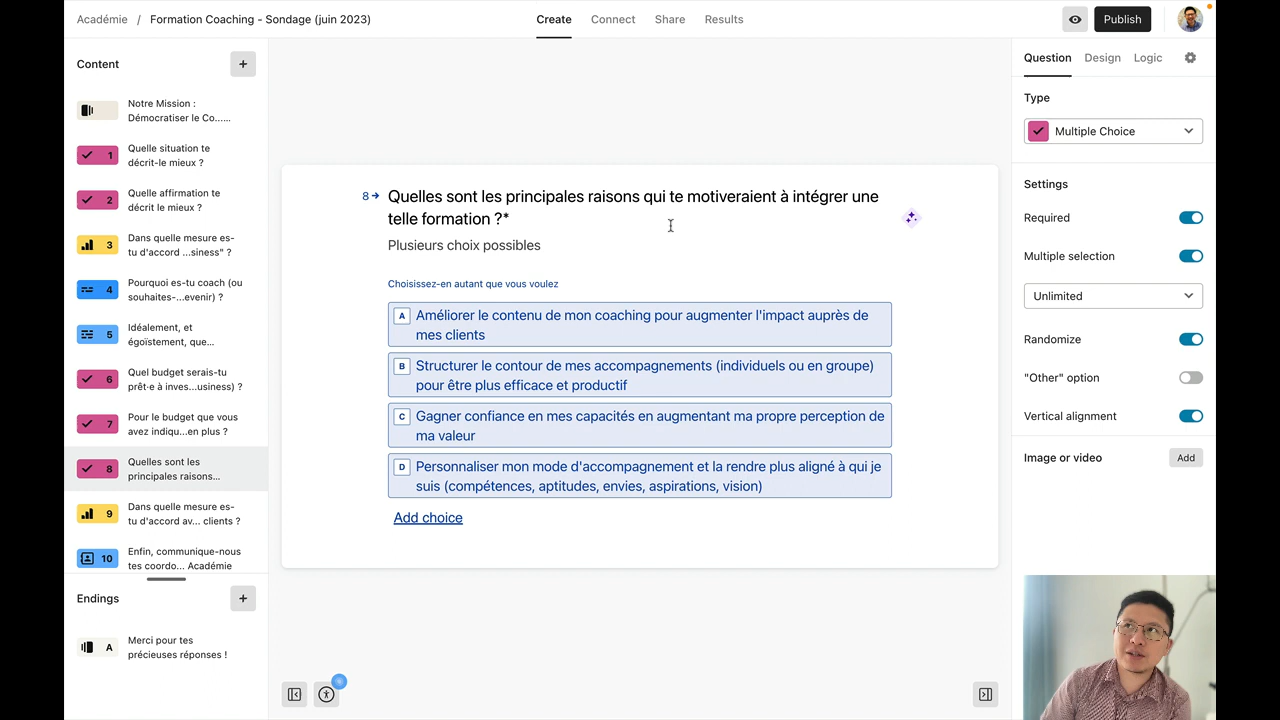 Académie / Formation Coaching - Sondage (juin 2023)
Create Connect Share Results
Publish
Content
+
Notre Mission :
Démocratiser le Co......
1
Quelle situation te
décrit-le mieux ?
2
Quelle affirmation te
décrit le mieux ?
3
Dans quelle mesure es-
tu d'accord ...siness" ?
4
Pourquoi es-tu coach (ou
souhaites-...evenir) ?
5
Idéalement, et
égoïstement, que...
6
Quel budget serais-tu
prêt·e à inves...usiness) ?
7
Pour le budget que vous
avez indiqu...en plus ?
8
Quelles sont les
principales raisons...
9
Dans quelle mesure es-
tu d'accord av... clients ?
10
Enfin, communique-nous
tes coordo... Académie
Endings
+
A
Merci pour tes
précieuses réponses !
8
Quelles sont les principales raisons qui te motiveraient à intégrer une
telle formation ?*
Plusieurs choix possibles
Choisissez-en autant que vous voulez
A Améliorer le contenu de mon coaching pour augmenter l'impact auprès de
mes clients
B Structurer le contour de mes accompagnements (individuels ou en groupe)
pour être plus efficace et productif
C Gagner confiance en mes capacités en augmentant ma propre perception de
ma valeur
D Personnaliser mon mode d'accompagnement et la rendre plus aligné à qui je
suis (compétences, aptitudes, envies, aspirations, vision)
Add choice
Question Design Logic
Type
Multiple Choice
Settings
Required
Multiple selection
Unlimited
Randomize
"Other" option
Vertical alignment
Image or video
Add